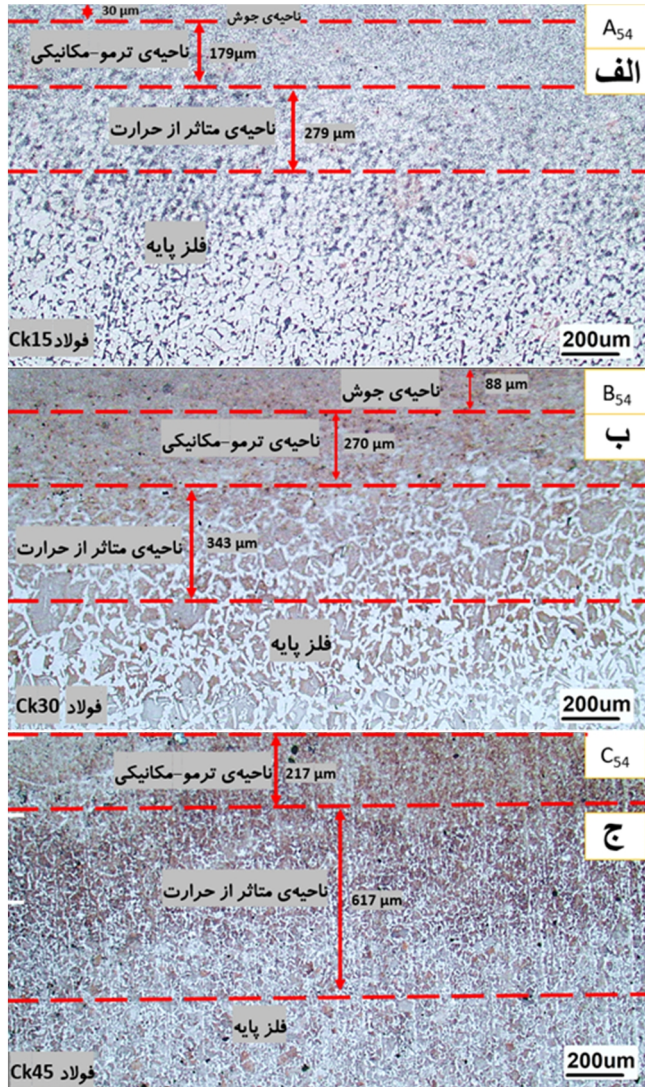 30 µm
ناحیه‌ی جوش
A54
ناحیه‌ی ترمو-مکانیکی
179µm
الف
ناحیه‌ی متاثر از حرارت
279 µm
فلز پایه
فولاد Ck15
200um
ناحیه‌ی جوش
88 µm
B54
ناحیه‌ی ترمو-مکانیکی
270 µm
ب
ناحیه‌ی متاثر از حرارت
343 µm
فلز پایه
فولاد Ck30
200um
ناحیه‌ی ترمو-مکانیکی
217 µm
C54
ج
ناحیه‌ی متاثر از حرارت
617 µm
فلز پایه
فولاد Ck45
200um